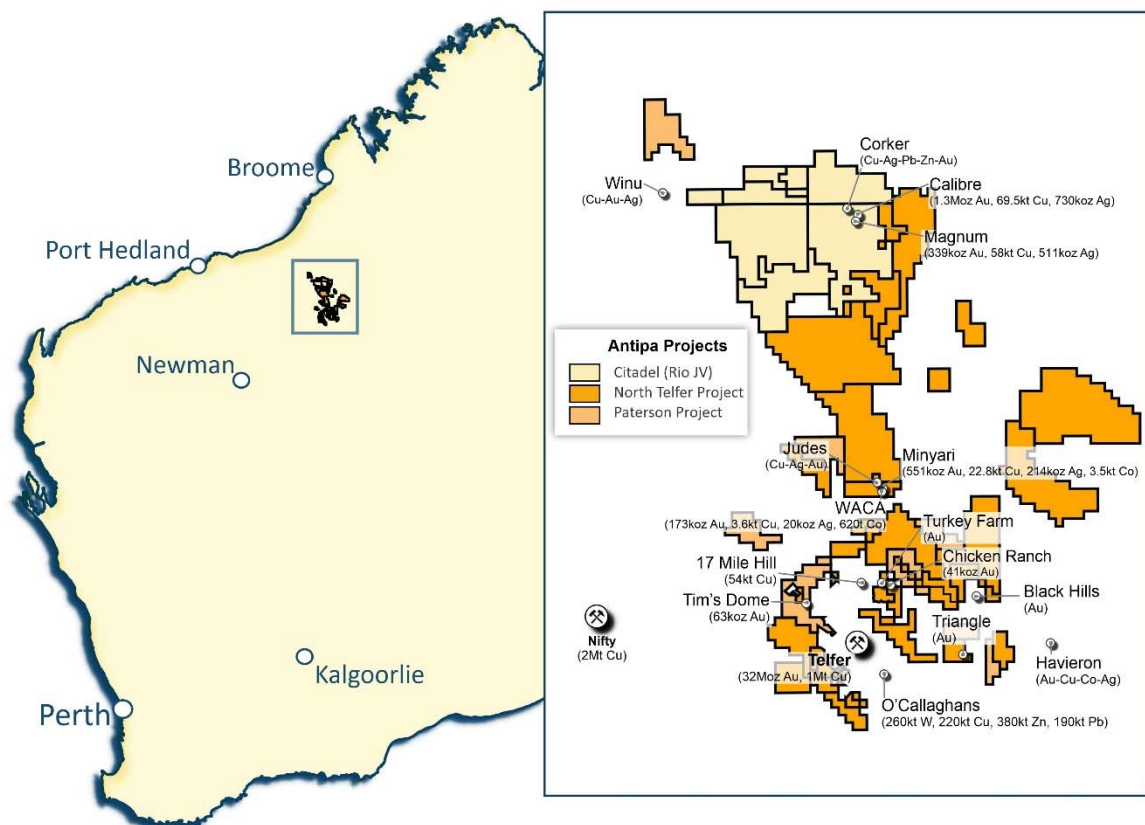 Broome
Port Hedland
Newman
Kalgoorlie
Perth
Corker
(Cu-Ag-Pb-Zn-Au)
Winu
(Cu-Au-Ag)
Calibre
(1.3Moz Au, 69.5kt Cu, 730koz Ag)
Magnum
(339koz Au, 58kt Cu, 511koz Ag)
Antipa Projects
Citadel (Rio JV)
North Telfer Project
Paterson Project
Judes
(Cu-Ag-Au)
Minyari
(551koz Au, 22.8kt Cu, 214koz Ag, 3.5kt Co)
WACA
(173koz Au, 3.6kt Cu, 20koz Ag, 620t Co)
Turkey Farm
(Au)
Chicken Ranch
(41koz Au)
17 Mile Hill
(54kt Cu)
Black Hills
(Au)
Tim's Dome
(63koz Au)
Triangle
(Au)
Nifty
(2Mt Cu)
Havieron
(Au-Cu-Co-Ag)
Telfer
(32Moz Au, 1Mt Cu)
O'Callaghans
(260kt W, 220kt Cu, 380kt Zn, 190kt Pb)